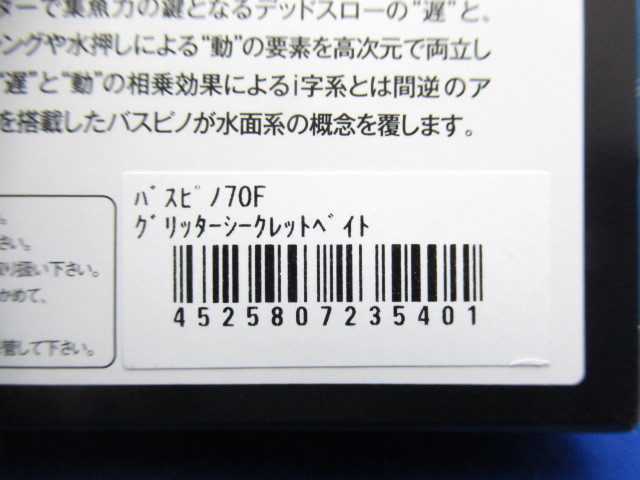 ターで集魚力の鍵となるデッドスローの“遅”と、
ングや水押しによる“動”の要素を高次元で両立し
“遅”と“動”の相乗効果によるi字系とは間逆のア
を搭載したバスピノが水面系の概念を覆します。
バスピノ70F
グリッターシークレットベイト
4525807235401
。
さい。
り扱い下さい。
かめて、
管して下さい。